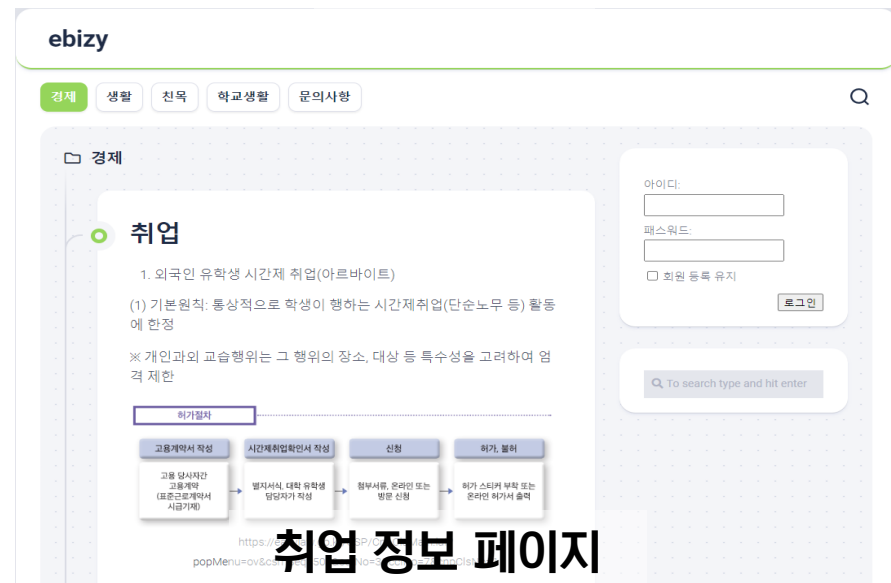 ebizy
경제 생활 친목 학교생활 문의사항
경제
취업
1. 외국인 유학생 시간제 취업(아르바이트)
(1) 기본원칙: 통상적으로 학생이 행하는 시간제취업(단순노무 등) 활동
에 한정
※ 개인과외 교습행위는 그 행위의 장소, 대상 등 특수성을 고려하여 엄
격 제한
허가절차
고용계약서 작성 시간제취업확인서 작성 신청 허가, 불허
고용 당사자간
고용계약
(표준근로계약서
시급기재)
별지서식, 대학 유학생
담당자가 작성
첨부서류, 온라인 또는
방문 신청
허가 스티커 부착 또는
온라인 허가서 출력
popMenu=ov&cs
취업 정보 페이지
아이디:
패스워드:
회원 등록 유지
로그인
To search type and hit enter